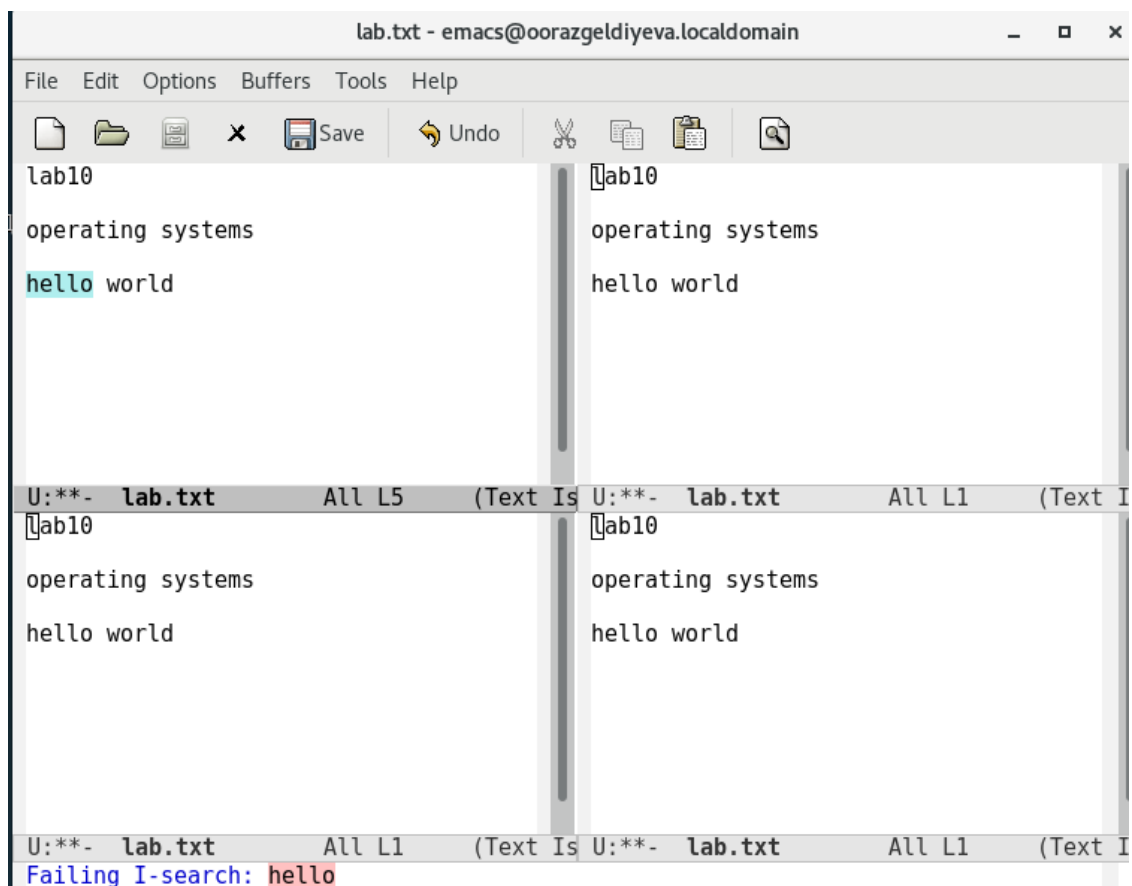 lab.txt - emacs@oorazgeldiyeva.localdomain
File Edit Options Buffers Tools Help
Save Undo
lab10
operating systems
hello world
U:**- lab.txt All L5 (Text Is
lab10
operating systems
hello world
U:**- lab.txt All L1 (Text I
lab10
operating systems
hello world
U:**- lab.txt All L1 (Text Is
lab10
operating systems
hello world
U:**- lab.txt All L1 (Text I
Failing I-search: hello